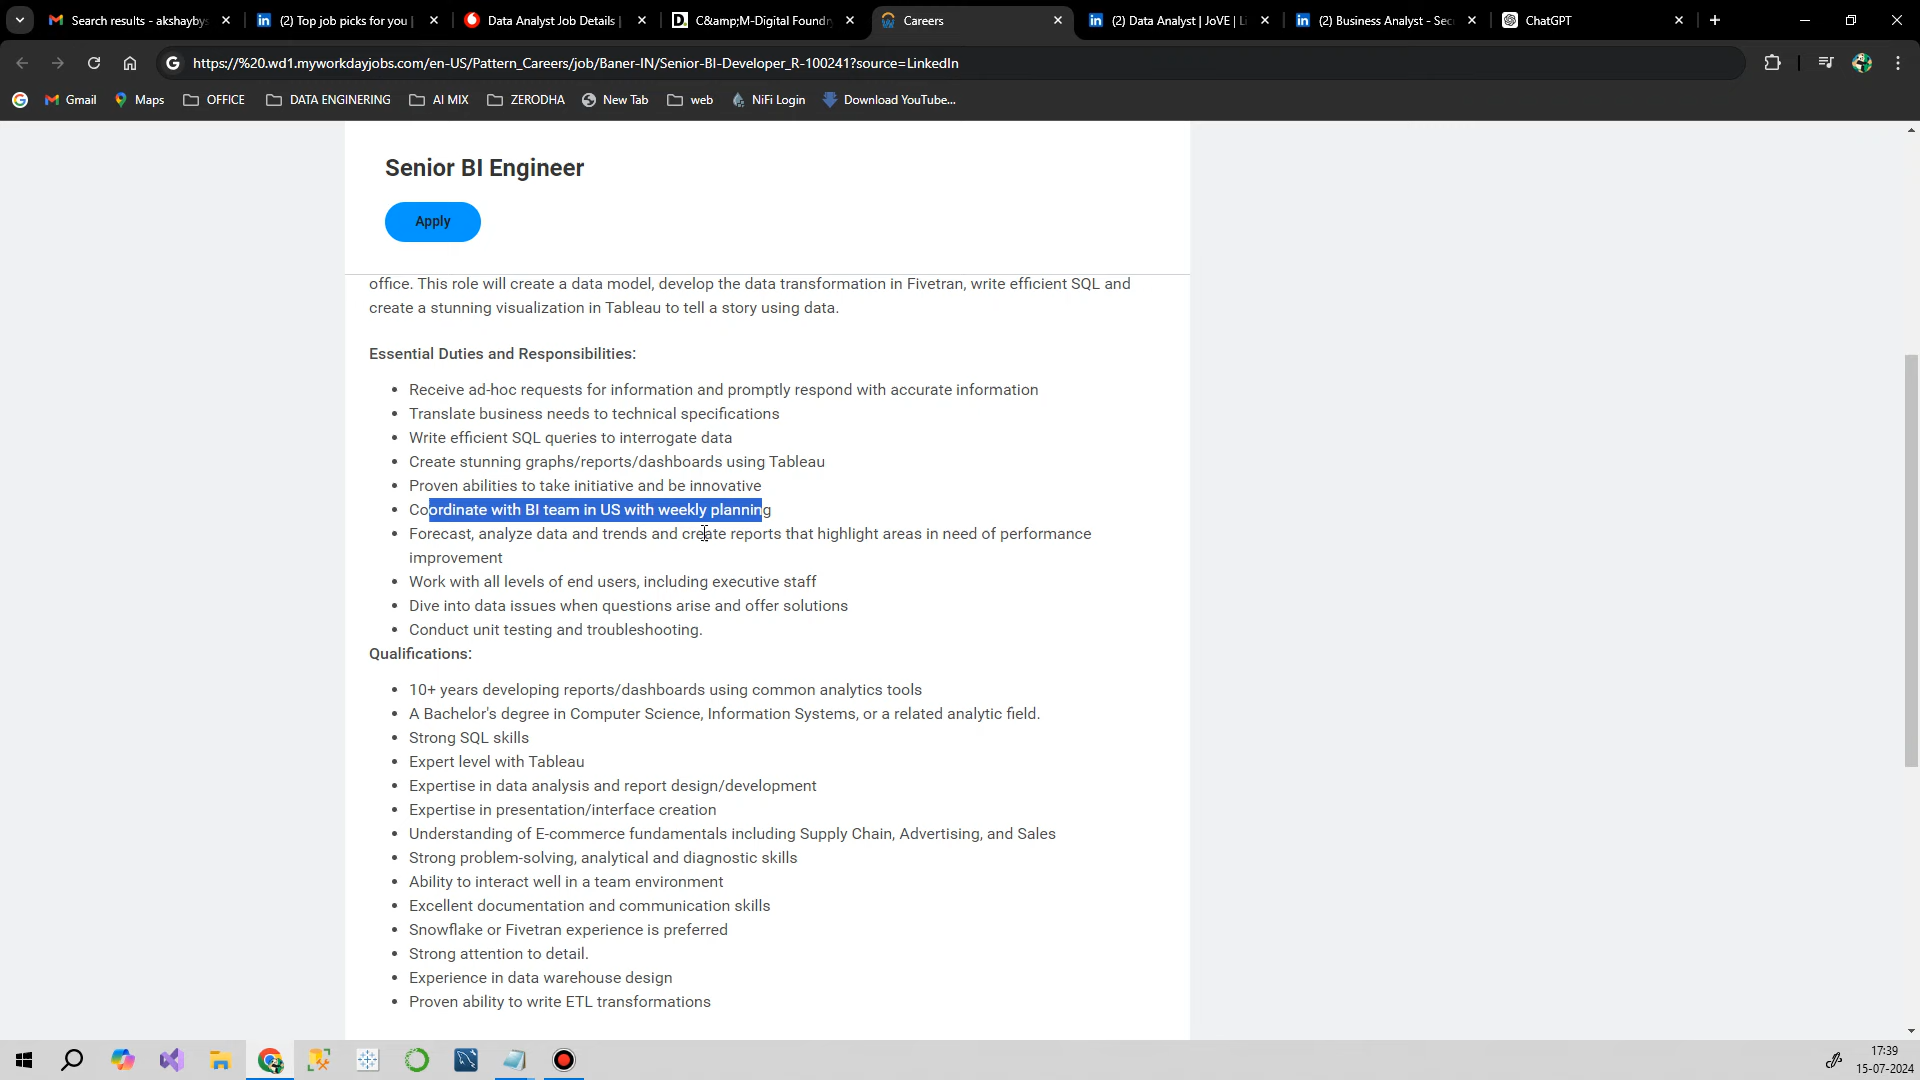 Search results - akshaybys
(2) Top job picks for you |
Data Analyst Job Details |
C&amp;M-Digital Foundr
Careers
(2) Data Analyst | JoVE | Li
(2) Business Analyst - Sec
ChatGPT
https://%20.wd1.myworkdayjobs.com/en-US/Pattern_Careers/job/Baner-IN/Senior-BI-Developer_R-100241?source=LinkedIn
Gmail
Maps
OFFICE
DATA ENGINERING
AI MIX
ZERODHA
New Tab
web
NiFi Login
Download YouTube...
Senior BI Engineer
Apply
office. This role will create a data model, develop the data transformation in Fivetran, write efficient SQL and
create a stunning visualization in Tableau to tell a story using data.
Essential Duties and Responsibilities:
• Receive ad-hoc requests for information and promptly respond with accurate information
• Translate business needs to technical specifications
• Write efficient SQL queries to interrogate data
• Create stunning graphs/reports/dashboards using Tableau
• Proven abilities to take initiative and be innovative
• Coordinate with BI team in US with weekly planning
• Forecast, analyze data and trends and create reports that highlight areas in need of performance
improvement
• Work with all levels of end users, including executive staff
• Dive into data issues when questions arise and offer solutions
• Conduct unit testing and troubleshooting.
Qualifications:
• 10+ years developing reports/dashboards using common analytics tools
• A Bachelor's degree in Computer Science, Information Systems, or a related analytic field.
• Strong SQL skills
• Expert level with Tableau
• Expertise in data analysis and report design/development
• Expertise in presentation/interface creation
• Understanding of E-commerce fundamentals including Supply Chain, Advertising, and Sales
• Strong problem-solving, analytical and diagnostic skills
• Ability to interact well in a team environment
• Excellent documentation and communication skills
• Snowflake or Fivetran experience is preferred
• Strong attention to detail.
• Experience in data warehouse design
• Proven ability to write ETL transformations
17:39
15-07-2024